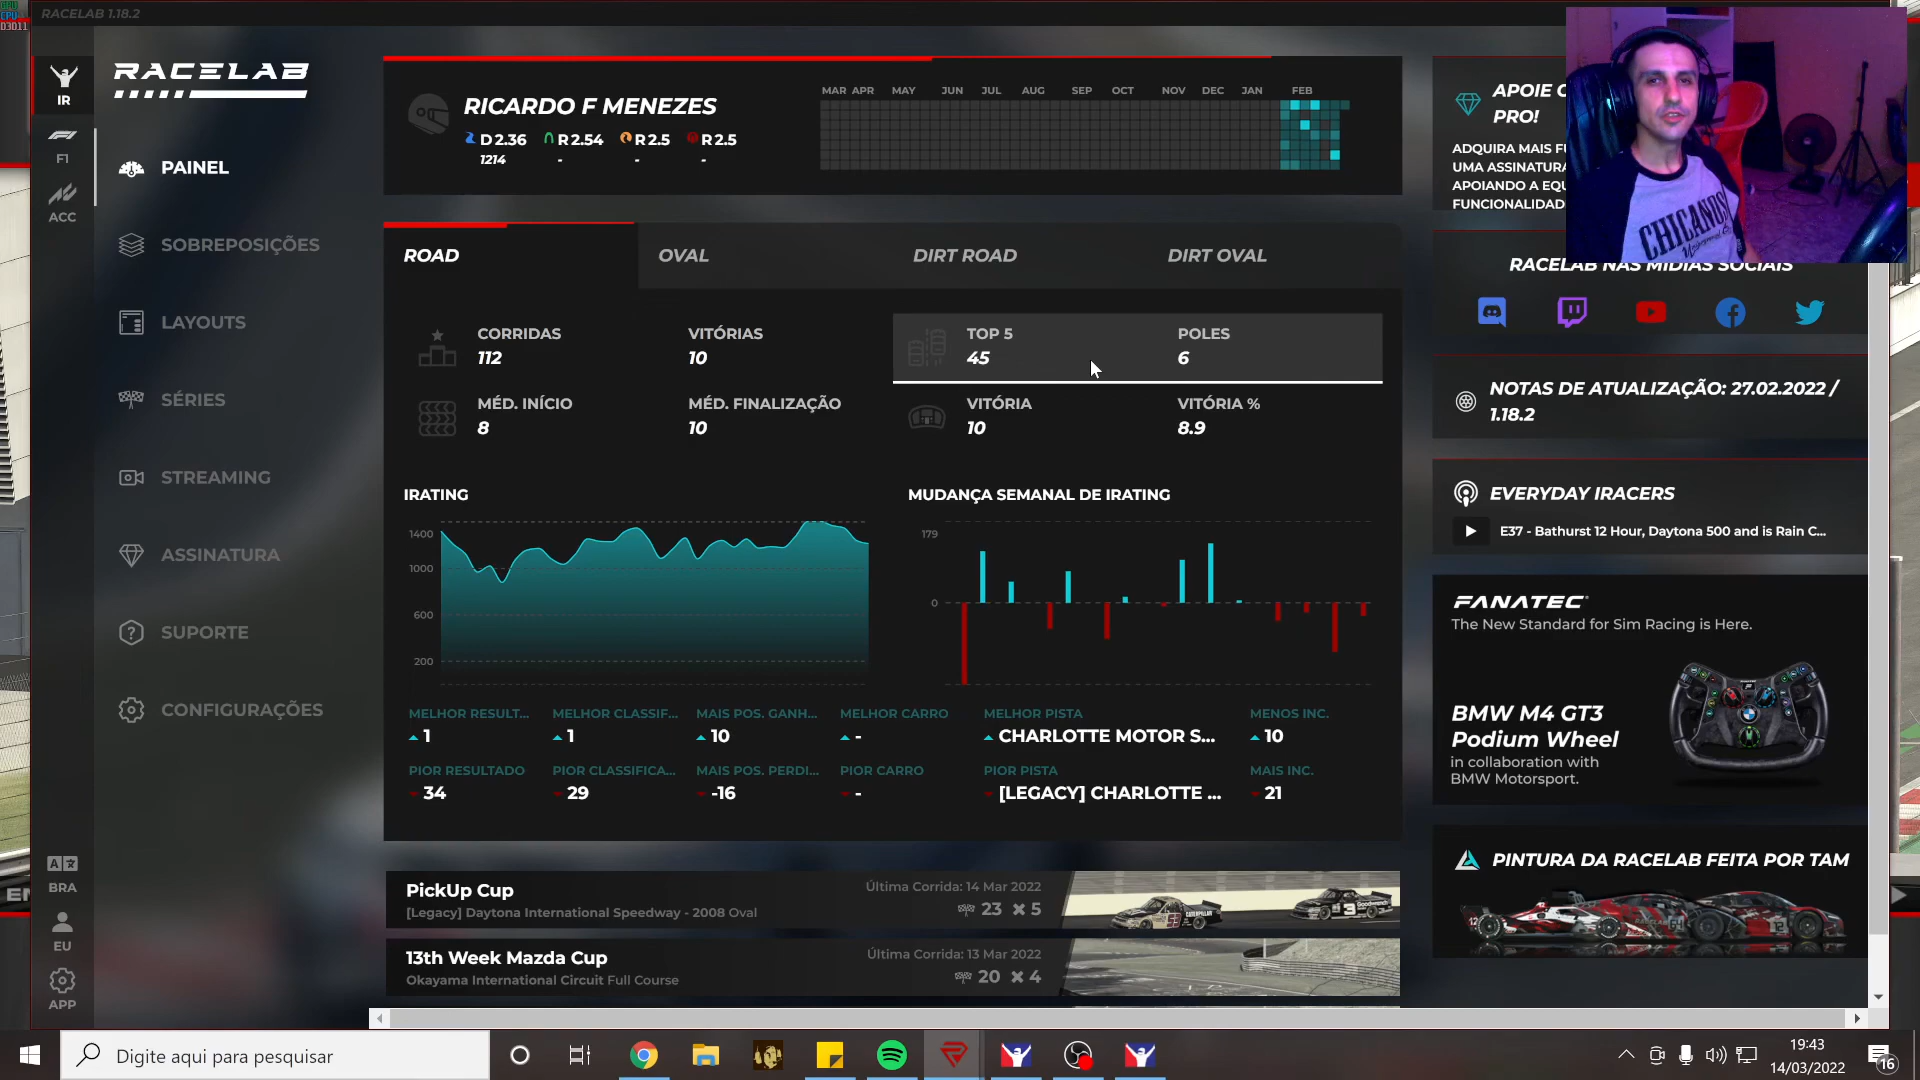 GPU
CPU
D3D11
RACELAB 1.18.2
IR
F1
ACC
RACELAB
PAINEL
SOBREPOSIÇÕES
LAYOUTS
SÉRIES
STREAMING
ASSINATURA
SUPORTE
CONFIGURAÇÕES
BRA
EU
APP
RICARDO F MENEZES
D 2.36 R 2.54 R 2.5 R 2.5
1214 - - -
MAR APR MAY JUN JUL AUG SEP OCT NOV DEC JAN FEB
ROAD OVAL DIRT ROAD DIRT OVAL
CORRIDAS VITÓRIAS TOP 5 POLES
112 10 45 6
MÉD. INÍCIO MÉD. FINALIZAÇÃO VITÓRIA VITÓRIA %
8 10 10 8.9
IRATING
1400
1000
600
200
MUDANÇA SEMANAL DE IRATING
179
0
MELHOR RESULT... MELHOR CLASSIF... MAIS POS. GANH... MELHOR CARRO MELHOR PISTA MENOS INC.
1 1 10 - CHARLOTTE MOTOR S... 10
PIOR RESULTADO PIOR CLASSIFICA... MAIS POS. PERDI... PIOR CARRO PIOR PISTA MAIS INC.
34 29 -16 - [LEGACY] CHARLOTTE ... 21
PickUp Cup
[Legacy] Daytona International Speedway - 2008 Oval
Última Corrida: 14 Mar 2022
23 5
13th Week Mazda Cup
Okayama International Circuit Full Course
Última Corrida: 13 Mar 2022
20 4
APOIE
PRO!
ADQUIRA MAIS
UMA ASSINATURA
APOIANDO A
FUNCIONALIDAD
CHICANOS
RACELAB NAS MÍDIAS SOCIAIS
NOTAS DE ATUALIZAÇÃO: 27.02.2022 /
1.18.2
EVERYDAY IRACERS
E37 - Bathurst 12 Hour, Daytona 500 and is Rain C...
FANATEC
The New Standard for Sim Racing is Here.
BMW M4 GT3
Podium Wheel
in collaboration with
BMW Motorsport.
PINTURA DA RACELAB FEITA POR TAM
Digite aqui para pesquisar
19:43
14/03/2022
16